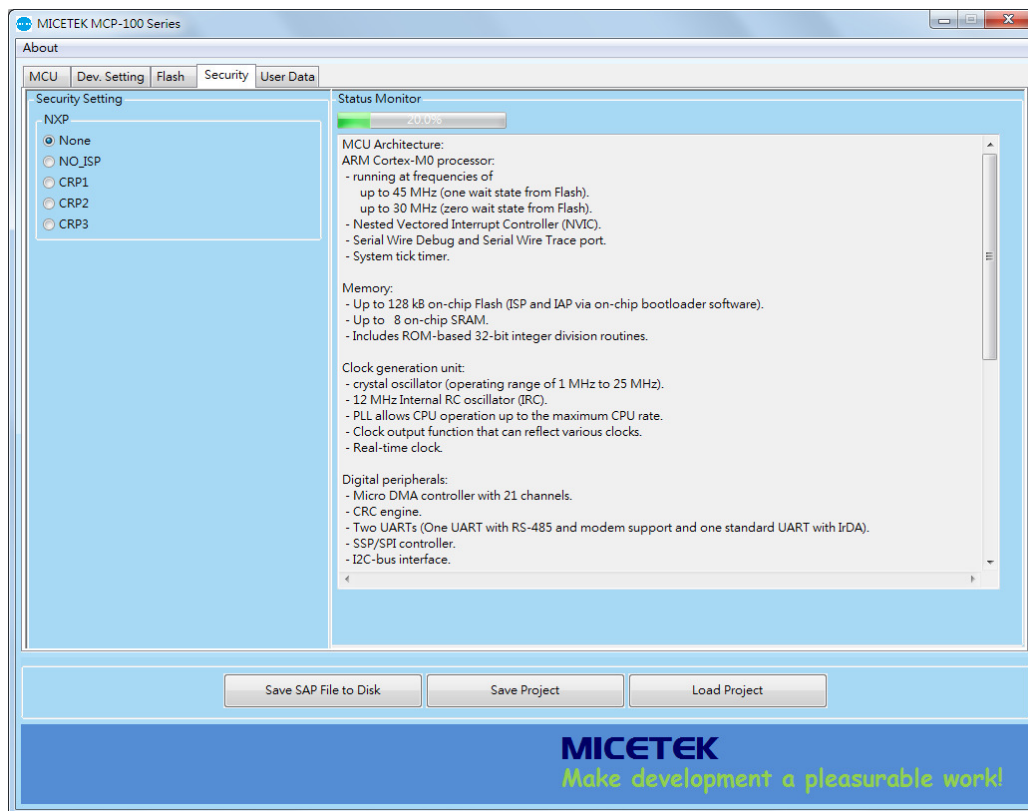 MICETEK MCP-100 Series
About
MCU
Dev. Setting
Flash
Security
User Data
Security Setting
NXP
None
NO_ISP
CRP1
CRP2
CRP3
Status Monitor
20.0%
MCU Architecture:
ARM Cortex-M0 processor:
- running at frequencies of
up to 45 MHz (one wait state from Flash).
up to 30 MHz (zero wait state from Flash).
- Nested Vectored Interrupt Controller (NVIC).
- Serial Wire Debug and Serial Wire Trace port.
- System tick timer.
Memory:
- Up to 128 kB on-chip Flash (ISP and IAP via on-chip bootloader software).
- Up to 8 on-chip SRAM.
- Includes ROM-based 32-bit integer division routines.
Clock generation unit:
- crystal oscillator (operating range of 1 MHz to 25 MHz).
- 12 MHz Internal RC oscillator (IRC).
- PLL allows CPU operation up to the maximum CPU rate.
- Clock output function that can reflect various clocks.
- Real-time clock.
Digital peripherals:
- Micro DMA controller with 21 channels.
- CRC engine.
- Two UARTs (One UART with RS-485 and modem support and one standard UART with IrDA).
- SSP/SPI controller.
- I2C-bus interface.
Save SAP File to Disk
Save Project
Load Project
MICETEK
Make development a pleasurable work!